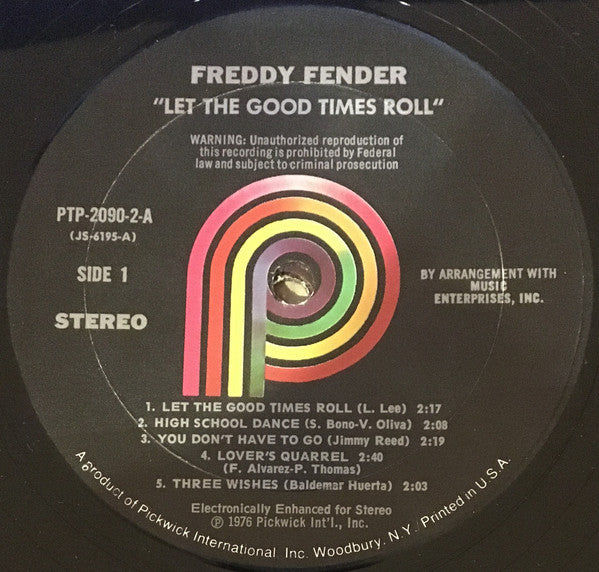 FREDDY FENDER
"LET THE GOOD TIMES ROLL"
WARNING: Unauthorized reproduction of
this recording is prohibited by Federal
law and subject to criminal prosecution
PTP-2090-2-A
(JS-6195-A)
SIDE 1
STEREO
BY ARRANGEMENT WITH
MUSIC
ENTERPRISES, INC.
1. LET THE GOOD TIMES ROLL (L. Lee) 2:17
2. HIGH SCHOOL DANCE (S. Bono-V. Oliva) 2:08
3. YOU DON'T HAVE TO GO (Jimmy Reed) 2:19
4. LOVER'S QUARREL 2:40
(F. Alvarez-P. Thomas)
5. THREE WISHES (Baldemar Huerta) 2:03
Electronically Enhanced for Stereo
℗ 1976 Pickwick Int'l., Inc.
A product of Pickwick International Inc. Woodbury. N.Y. Printed in U.S.A.